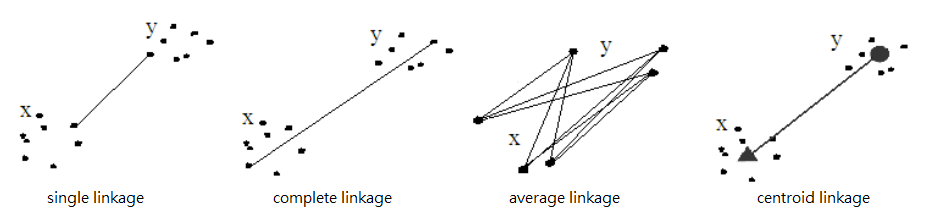 y
x
single linkage
y
x
complete linkage
y
x
average linkage
y
x
centroid linkage